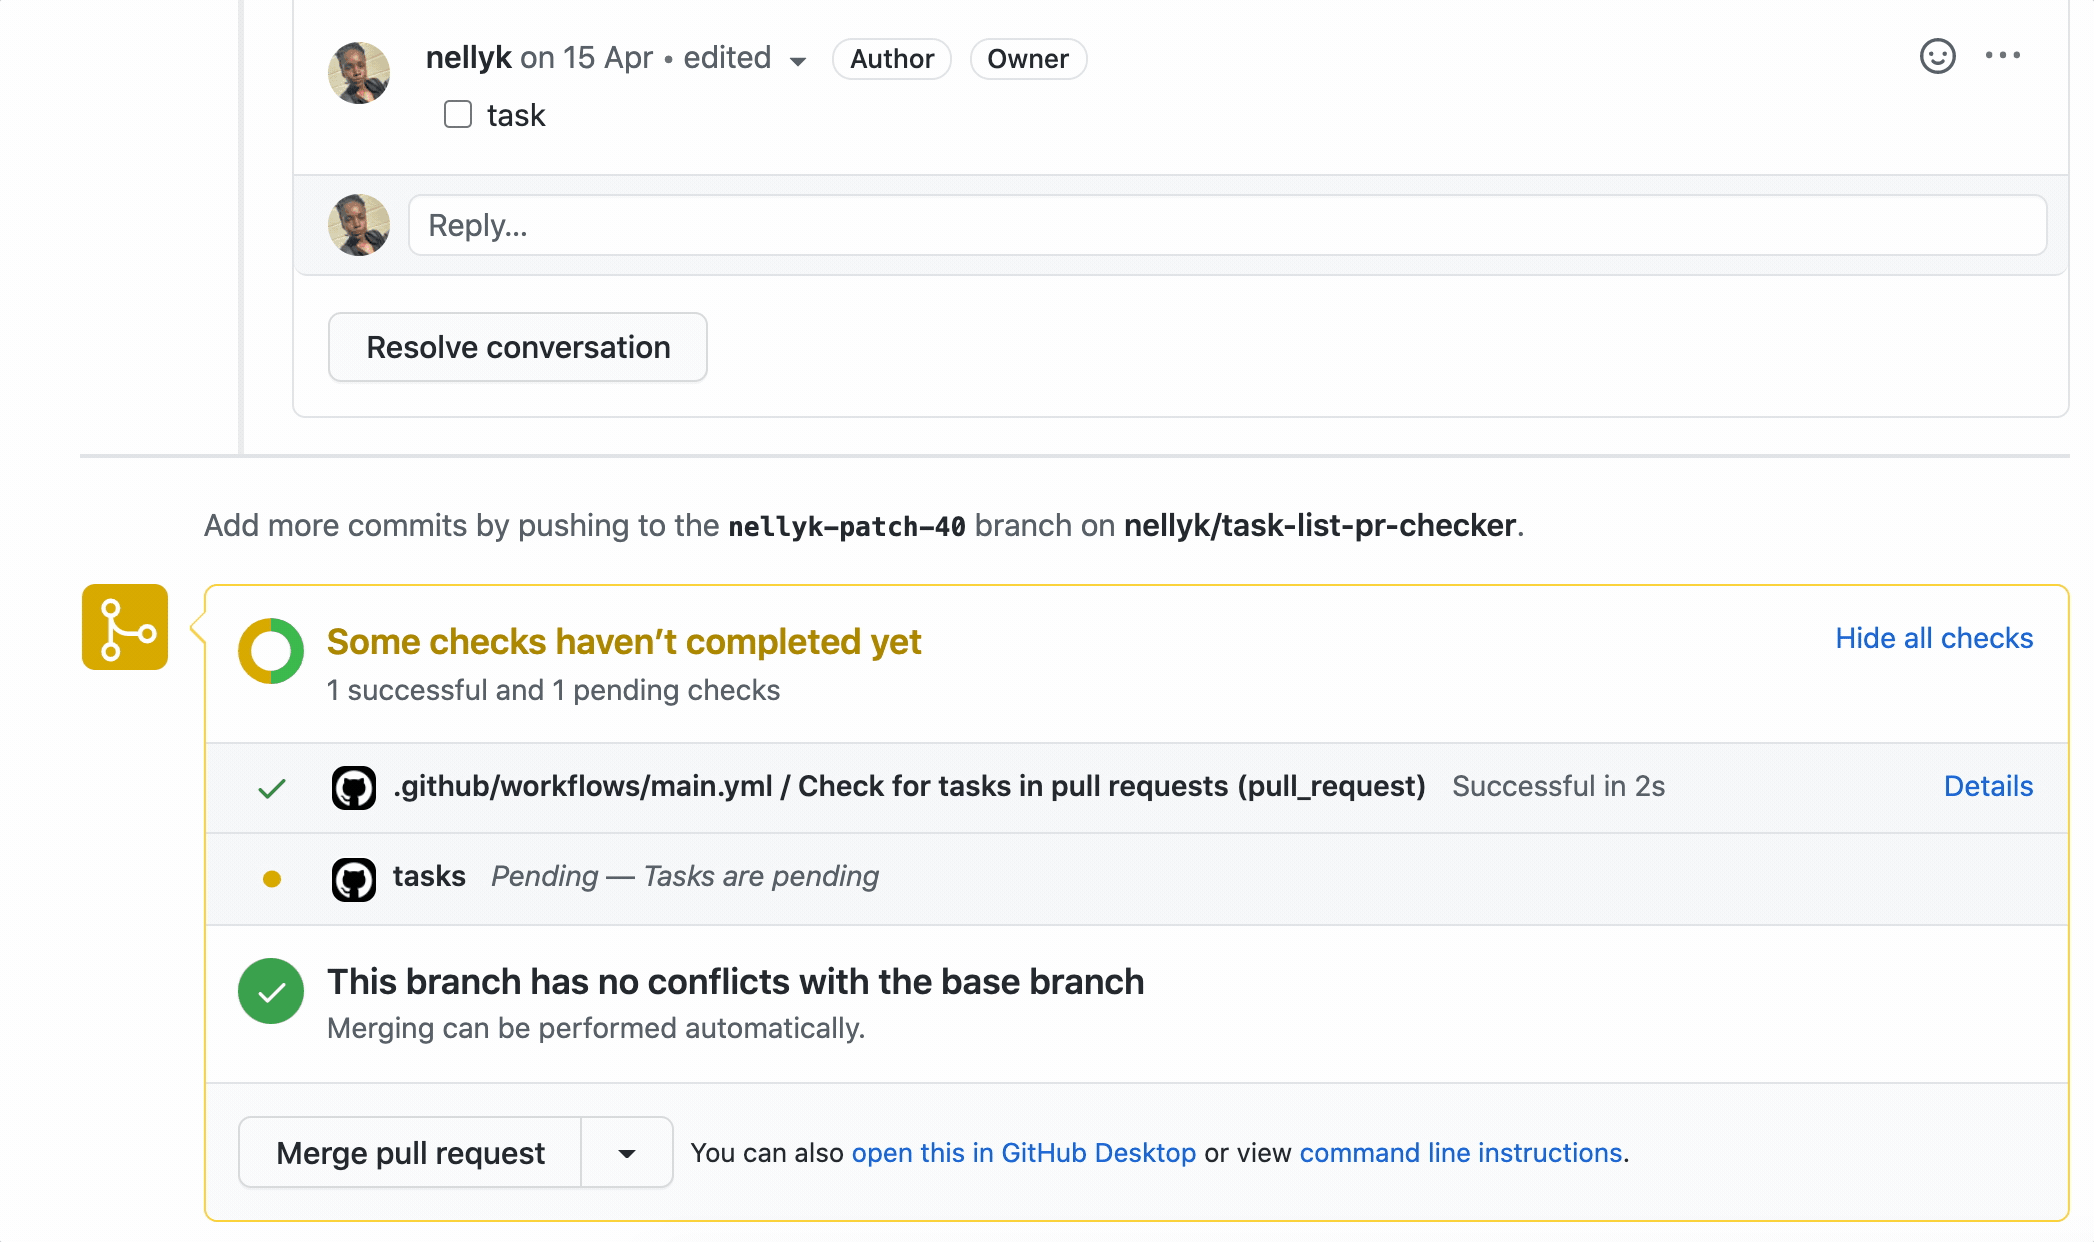 nellyk on 15 Apr • edited Author Owner
task
Reply...
Resolve conversation
Add more commits by pushing to the nellyk-patch-40 branch on nellyk/task-list-pr-checker.
Some checks haven’t completed yet
Hide all checks
1 successful and 1 pending checks
.github/workflows/main.yml / Check for tasks in pull requests (pull_request) Successful in 2s Details
tasks Pending — Tasks are pending
This branch has no conflicts with the base branch
Merging can be performed automatically.
Merge pull request You can also open this in GitHub Desktop or view command line instructions.